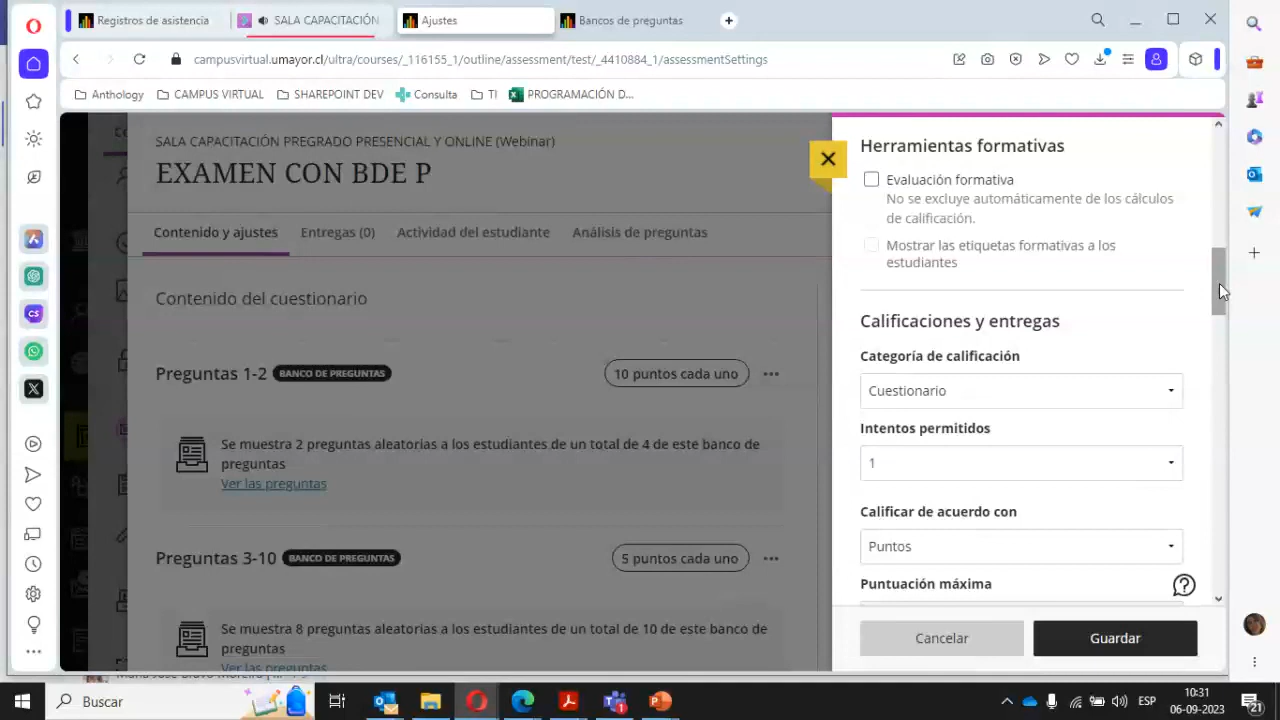 Registros de asistencia
SALA CAPACITACIÓN
Ajustes
Bancos de preguntas
campusvirtual.umayor.cl/ultra/courses/_116155_1/outline/assessment/test/_4410884_1/assessmentSettings
Anthology
CAMPUS VIRTUAL
SHAREPOINT DEV
Consulta
TI
PROGRAMACIÓN D...
SALA CAPACITACIÓN PREGRADO PRESENCIAL Y ONLINE (Webinar)
EXAMEN CON BDE P
Contenido y ajustes
Entregas (0)
Actividad del estudiante
Análisis de preguntas
Contenido del cuestionario
Preguntas 1-2
BANCO DE PREGUNTAS
10 puntos cada uno
Se muestra 2 preguntas aleatorias a los estudiantes de un total de 4 de este banco de
preguntas
Ver las preguntas
Preguntas 3-10
BANCO DE PREGUNTAS
5 puntos cada uno
Se muestra 8 preguntas aleatorias a los estudiantes de un total de 10 de este banco de
preguntas
Ver las preguntas
Herramientas formativas
Evaluación formativa
No se excluye automáticamente de los cálculos
de calificación.
Mostrar las etiquetas formativas a los
estudiantes
Calificaciones y entregas
Categoría de calificación
Cuestionario
Intentos permitidos
1
Calificar de acuerdo con
Puntos
Puntuación máxima
Cancelar
Guardar
CS
Buscar
ESP
10:31
06-09-2023
21